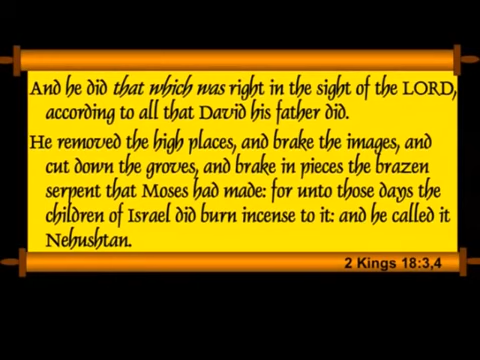 And he did that which was right in the sight of the LORD,
according to all that David his father did.
He removed the high places, and brake the images, and
cut down the groves, and brake in pieces the brazen
serpent that Moses had made: for unto those days the
children of Israel did burn incense to it: and he called it
Nehushtan.
2 Kings 18:3,4